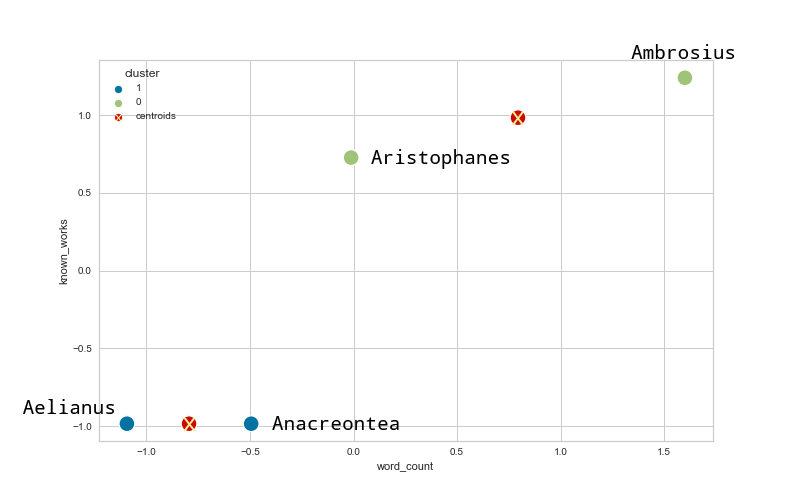 Ambrosius
cluster
1
0
centroids
1.0
Aristophanes
0.5
known_works
0.0
−0.5
Aelianus
Anacreontea
−1.0
−1.0
−0.5
0.0
0.5
1.0
1.5
word_count